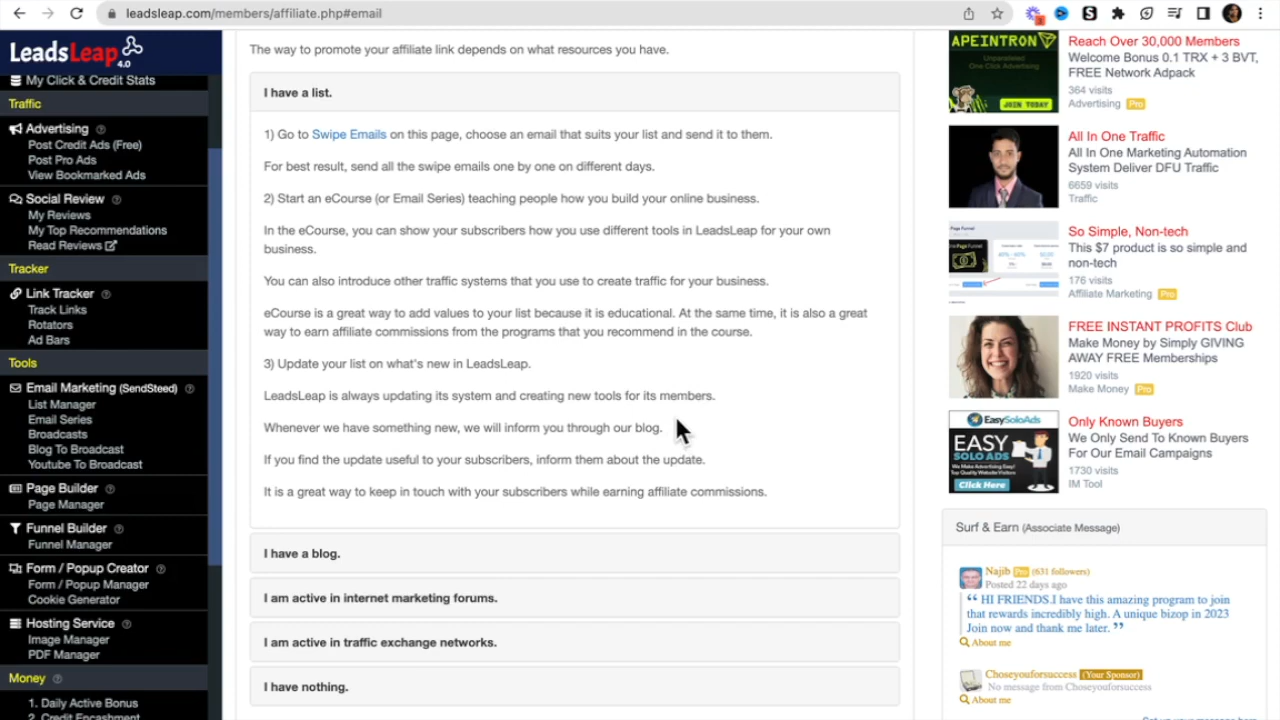 leadsleap.com/members/affiliate.php#email
LeadsLeap
4.0
My Click & Credit Stats
Traffic
Advertising
Post Credit Ads (Free)
Post Pro Ads
View Bookmarked Ads
Social Review
My Reviews
My Top Recommendations
Read Reviews
Tracker
Link Tracker
Track Links
Rotators
Ad Bars
Tools
Email Marketing (SendSteed)
List Manager
Email Series
Broadcasts
Blog To Broadcast
Youtube To Broadcast
Page Builder
Page Manager
Funnel Builder
Funnel Manager
Form / Popup Creator
Form / Popup Manager
Cookie Generator
Hosting Service
Image Manager
PDF Manager
Money
1. Daily Active Bonus
2. Credit Encashment
The way to promote your affiliate link depends on what resources you have.
I have a list.
1) Go to Swipe Emails on this page, choose an email that suits your list and send it to them.
For best result, send all the swipe emails one by one on different days.
2) Start an eCourse (or Email Series) teaching people how you build your online business.
In the eCourse, you can show your subscribers how you use different tools in LeadsLeap for your own
business.
You can also introduce other traffic systems that you use to create traffic for your business.
eCourse is a great way to add values to your list because it is educational. At the same time, it is also a great
way to earn affiliate commissions from the programs that you recommend in the course.
3) Update your list on what's new in LeadsLeap.
LeadsLeap is always updating its system and creating new tools for its members.
Whenever we have something new, we will inform you through our blog.
If you find the update useful to your subscribers, inform them about the update.
It is a great way to keep in touch with your subscribers while earning affiliate commissions.
I have a blog.
I am active in internet marketing forums.
I am active in traffic exchange networks.
I have nothing.
APEINTRON
JOIN TODAY
Reach Over 30,000 Members
Welcome Bonus 0.1 TRX + 3 BVT,
FREE Network Adpack
364 visits
Advertising Pro
All In One Traffic
All In One Marketing Automation
System Deliver DFU Traffic
6659 visits
Traffic
So Simple, Non-tech
This $7 product is so simple and
non-tech
176 visits
Affiliate Marketing Pro
FREE INSTANT PROFITS Club
Make Money by Simply GIVING
AWAY FREE Memberships
1920 visits
Make Money Pro
EasySoloAds
EASY
SOLO ADS
Click Here
Only Known Buyers
We Only Send To Known Buyers
For Our Email Campaigns
1730 visits
IM Tool
Surf & Earn (Associate Message)
Najib Pro (631 followers)
Posted 22 days ago
“ HI FRIENDS.I have this amazing program to join
that rewards incredibly high. A unique bizop in 2023
Join now and thank me later. ”
About me
Choseyouforsuccess (Your Sponsor)
No message from Choseyouforsuccess
About me